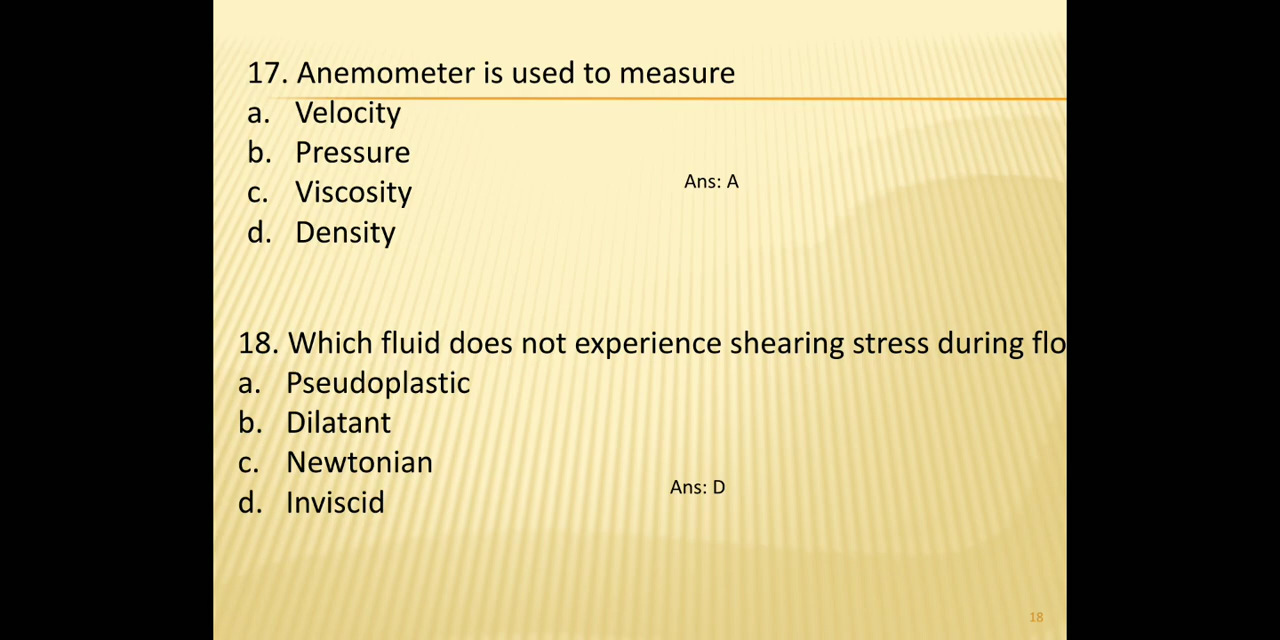 17. Anemometer is used to measure
a. Velocity
b. Pressure
Ans: A
c. Viscosity
d. Density
18. Which fluid does not experience shearing stress during flo
a. Pseudoplastic
b. Dilatant
c. Newtonian
Ans: D
d. Inviscid
18